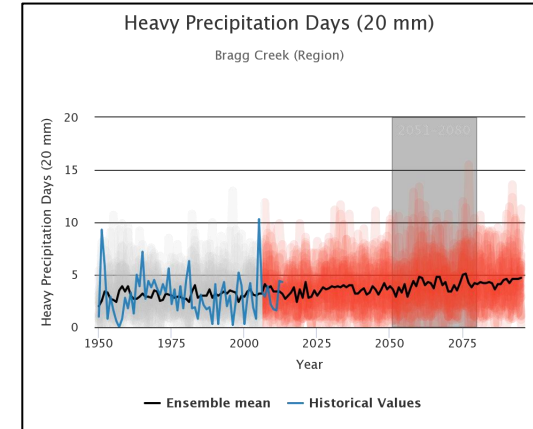 Heavy Precipitation Days (20 mm)
Bragg Creek (Region)
Heavy Precipitation Days (20 mm)
20
15
10
5
0
2051-2080
1950
1975
2000
2025
2050
2075
Year
Ensemble mean
Historical Values